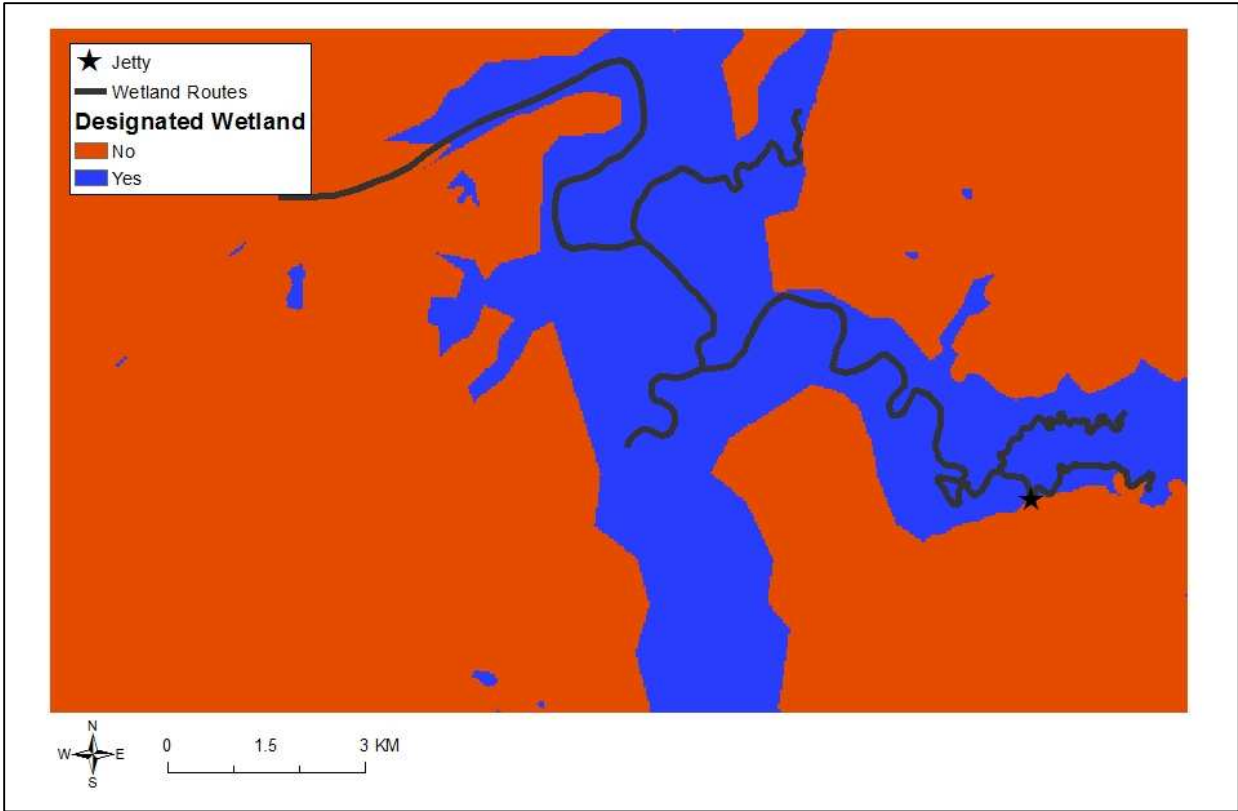 Jetty
Wetland Routes
Designated Wetland
No
Yes
N
W E
S
0 1.5 3 KM